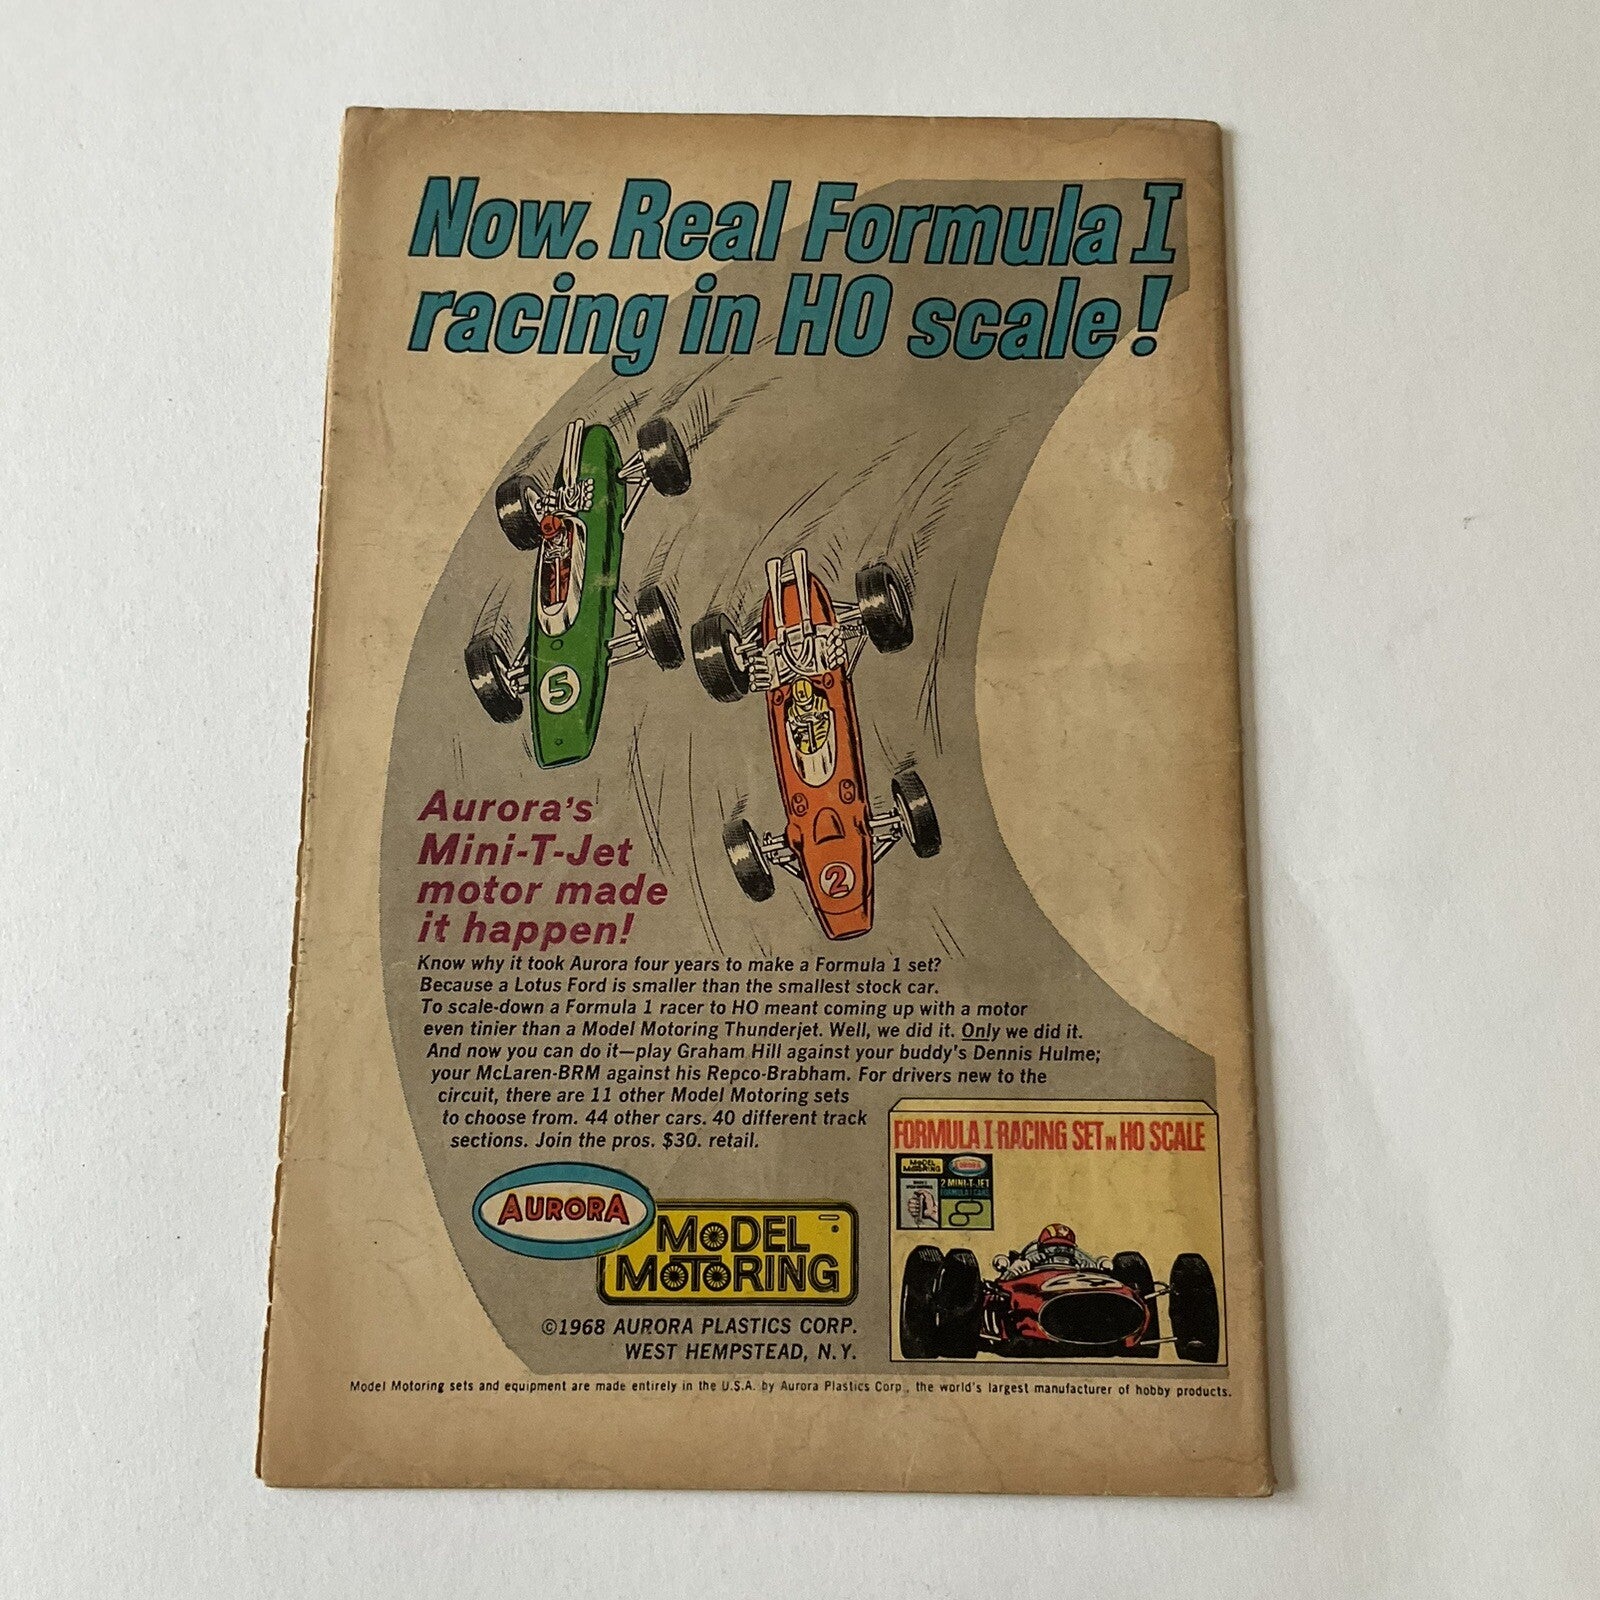 Now. Real Formula I
racing in HO scale!
5
2
Aurora's
Mini-T-Jet
motor made
it happen!
Know why it took Aurora four years to make a Formula 1 set?
Because a Lotus Ford is smaller than the smallest stock car.
To scale-down a Formula 1 racer to HO meant coming up with a motor
even tinier than a Model Motoring Thunderjet. Well, we did it. Only we did it.
And now you can do it—play Graham Hill against your buddy's Dennis Hulme;
your McLaren-BRM against his Repco-Brabham. For drivers new to the
circuit, there are 11 other Model Motoring sets
to choose from. 44 other cars. 40 different track
sections. Join the pros. $30. retail.
FORMULA I RACING SET IN HO SCALE
MODEL
MOTORING
AURORA
2 MINI-T-JET
FORMULA I CARS
AURORA
MODEL
MOTORING
©1968 AURORA PLASTICS CORP.
WEST HEMPSTEAD, N.Y.
Model Motoring sets and equipment are made entirely in the U.S.A. by Aurora Plastics Corp., the world's largest manufacturer of hobby products.